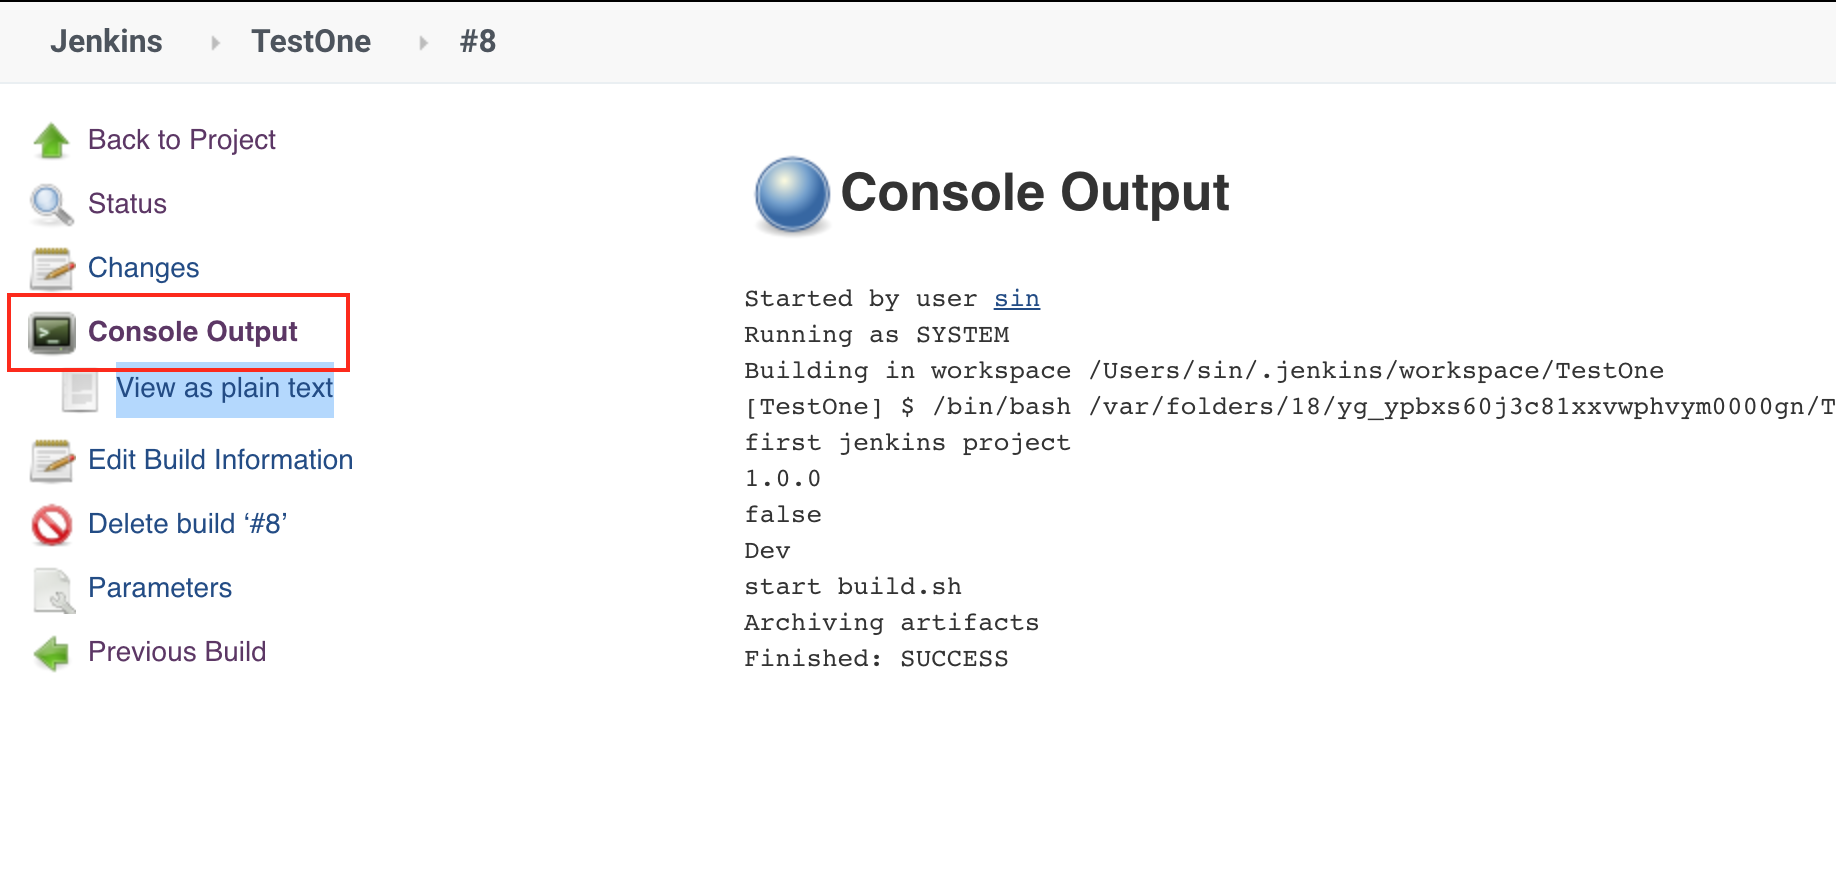 Jenkins TestOne #8
Back to Project
Status
Changes
Console Output
View as plain text
Edit Build Information
Delete build ‘#8’
Parameters
Previous Build
Console Output
Started by user sin
Running as SYSTEM
Building in workspace /Users/sin/.jenkins/workspace/TestOne
[TestOne] $ /bin/bash /var/folders/18/yg_ypbxs60j3c81xxvwphvym0000gn/T
first jenkins project
1.0.0
false
Dev
start build.sh
Archiving artifacts
Finished: SUCCESS